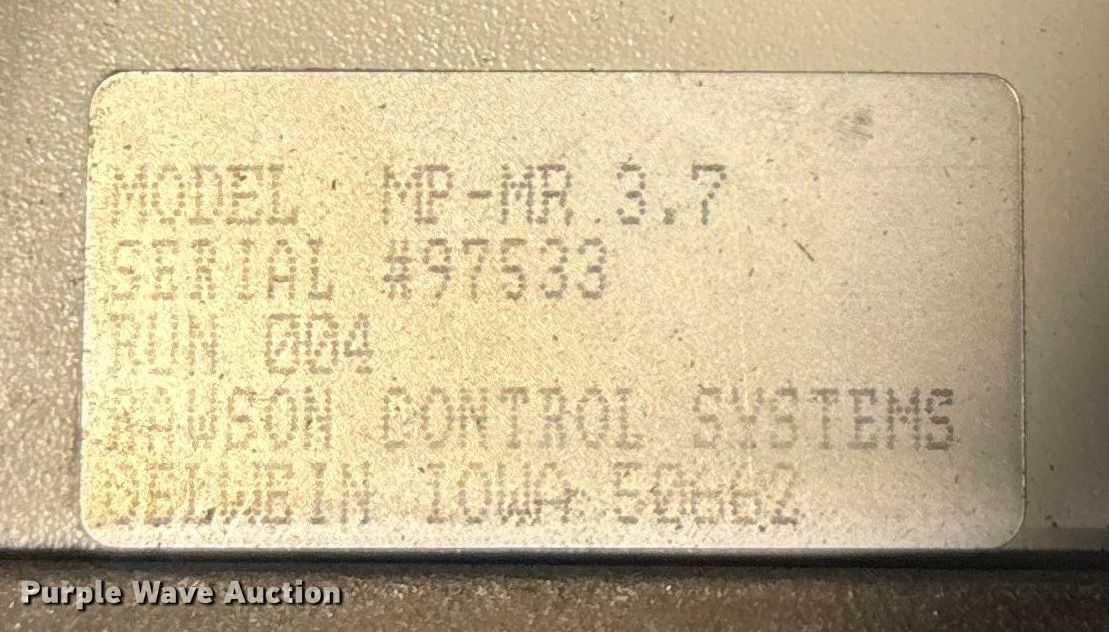 MODEL MP-MR 3.7
SERIAL #97533
RUN 004
RAWSON CONTROL SYSTEMS
OELWEIN IOWA 50662
Purple Wave Auction